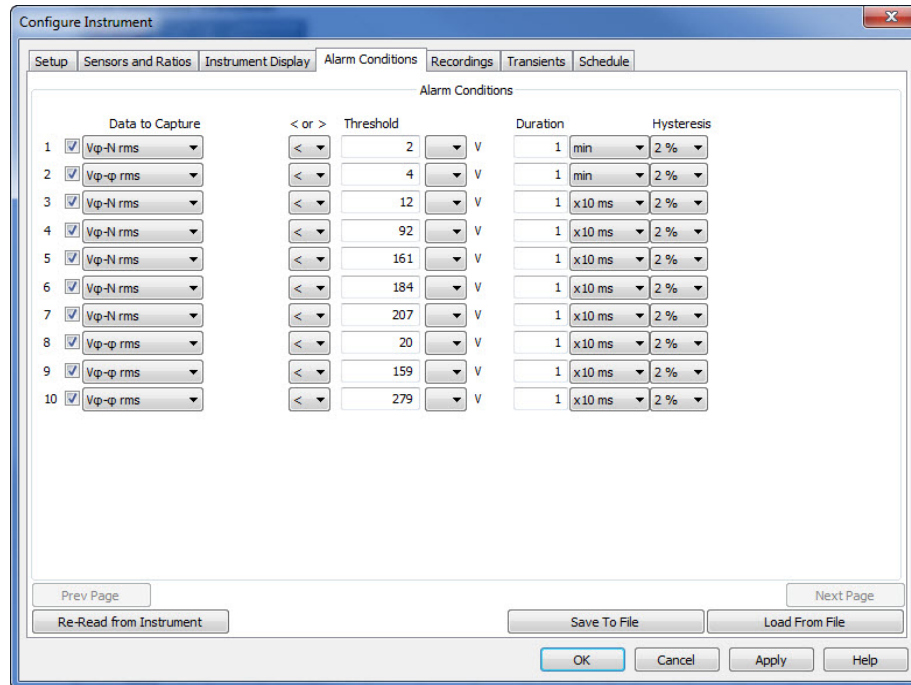 Configure Instrument
Setup Sensors and Ratios Instrument Display Alarm Conditions Recordings Transients Schedule
Alarm Conditions
Data to Capture < or > Threshold Duration Hysteresis
1 Vφ-N rms < 2 V 1 min 2 %
2 Vφ-φ rms < 4 V 1 min 2 %
3 Vφ-N rms < 12 V 1 x10 ms 2 %
4 Vφ-N rms < 92 V 1 x10 ms 2 %
5 Vφ-N rms < 161 V 1 x10 ms 2 %
6 Vφ-N rms < 184 V 1 x10 ms 2 %
7 Vφ-N rms < 207 V 1 x10 ms 2 %
8 Vφ-φ rms < 20 V 1 x10 ms 2 %
9 Vφ-φ rms < 159 V 1 x10 ms 2 %
10 Vφ-φ rms < 279 V 1 x10 ms 2 %
Prev Page Next Page
Re-Read from Instrument Save To File Load From File
OK Cancel Apply Help